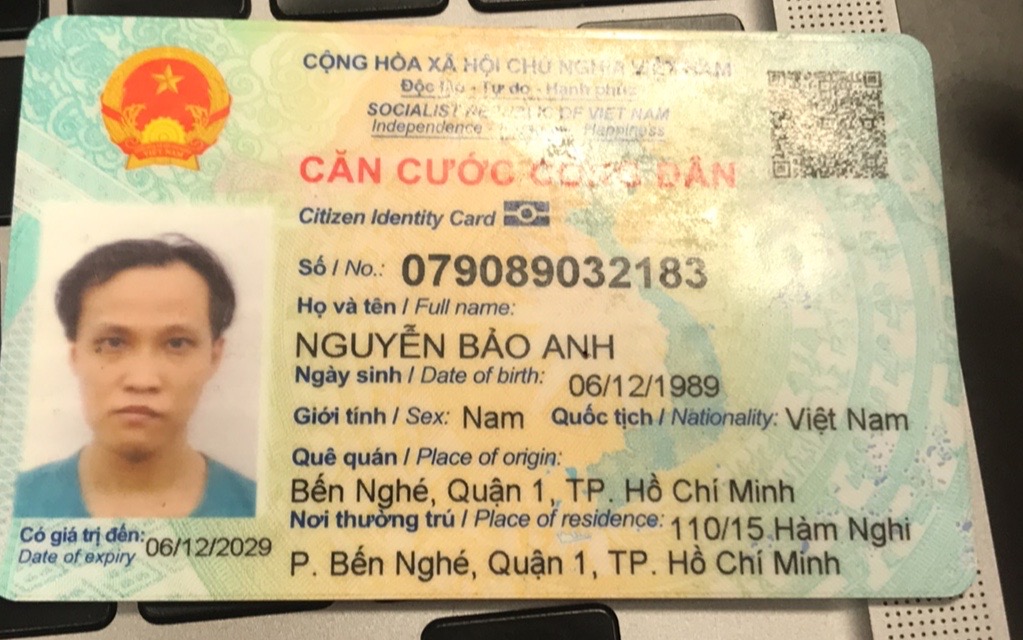 CỘNG HÒA XÃ HỘI CHỦ NGHĨA VIỆT NAM
Độc lập - Tự do - Hạnh phúc
SOCIALIST REPUBLIC OF VIET NAM
Independence - Happiness
CĂN CƯỚC CÔNG DÂN
Citizen Identity Card
Số / No.: 079089032183
Họ và tên / Full name:
NGUYỄN BẢO ANH
Ngày sinh / Date of birth: 06/12/1989
Giới tính / Sex: Nam Quốc tịch / Nationality: Việt Nam
Quê quán / Place of origin:
Bến Nghé, Quận 1, TP. Hồ Chí Minh
Nơi thường trú / Place of residence: 110/15 Hàm Nghi
P. Bến Nghé, Quận 1, TP. Hồ Chí Minh
Có giá trị đến: 06/12/2029
Date of expiry